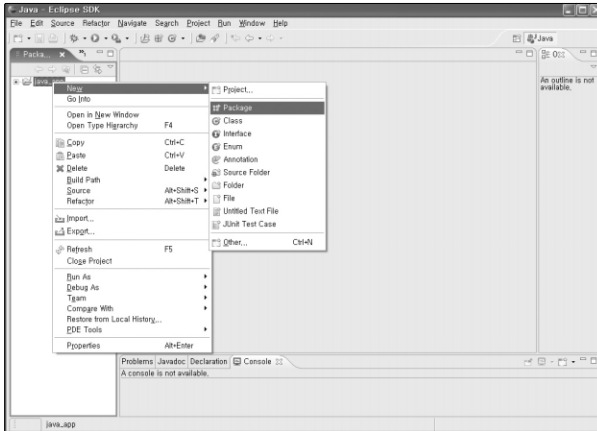 Java - Eclipse SDK
File Edit Source Refactor Navigate Search Project Run Window Help
Java
Packa...
java_app
An outline is not
available.
New
Go Into
Open in New Window
Open Type Hierarchy F4
Copy Ctrl+C
Paste Ctrl+V
Delete Delete
Build Path
Source Alt+Shift+S
Refactor Alt+Shift+T
Import...
Export...
Refresh F5
Close Project
Run As
Debug As
Team
Compare With
Restore from Local History...
PDE Tools
Properties Alt+Enter
Project...
Package
Class
Interface
Enum
Annotation
Source Folder
Folder
File
Untitled Text File
JUnit Test Case
Other... Ctrl+N
Problems Javadoc Declaration Console
A console is not available.
java_app